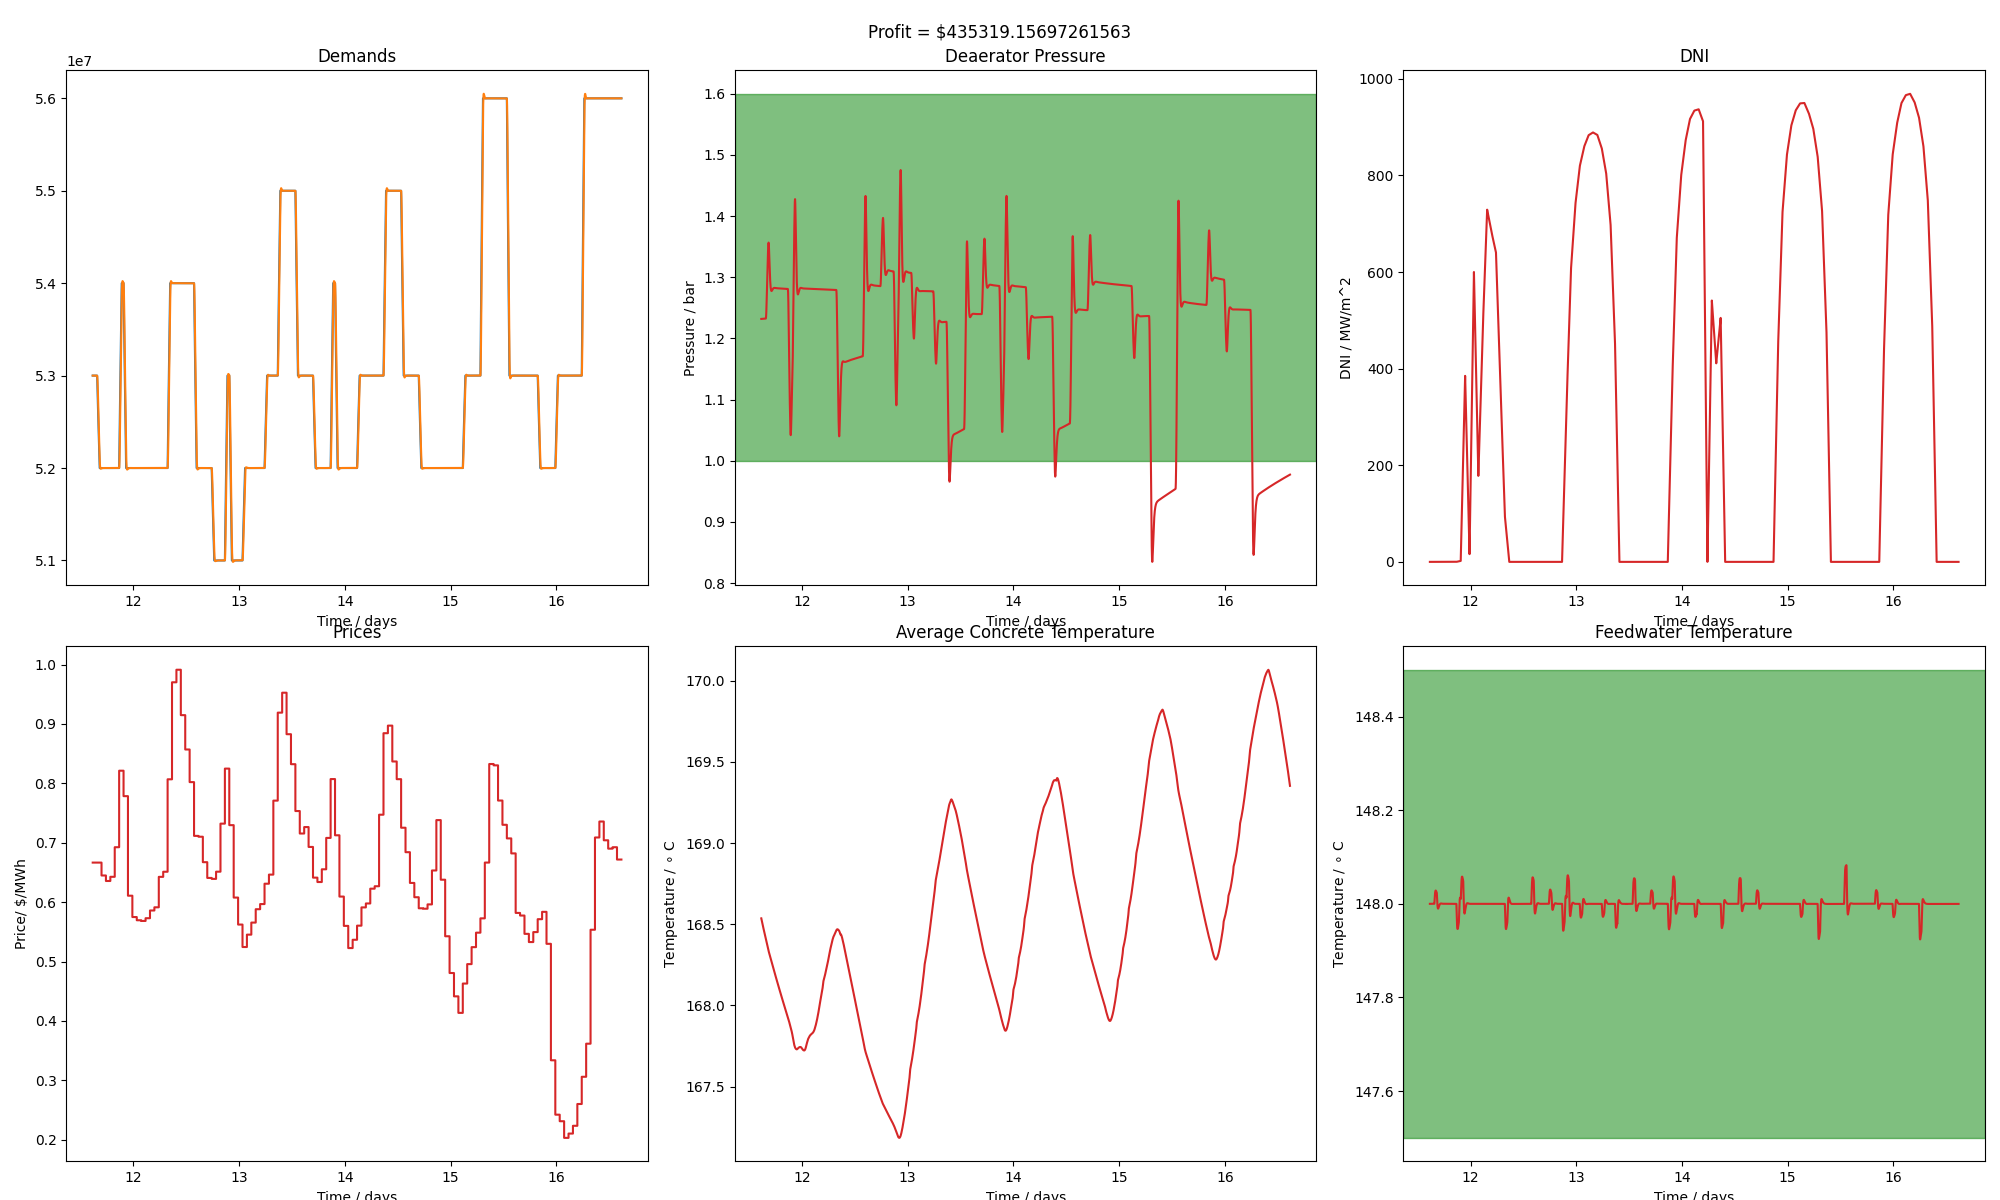 Profit = $435319.15697261563
Demands
1e7
5.6
5.5
5.4
5.3
5.2
5.1
12 13 14 15 16
Time / days
Deaerator Pressure
Pressure / bar
1.6
1.5
1.4
1.3
1.2
1.1
1.0
0.9
0.8
12 13 14 15 16
Time / days
DNI
DNI / MW/m^2
1000
800
600
400
200
0
12 13 14 15 16
Time / days
Prices
Price/ $/MWh
1.0
0.9
0.8
0.7
0.6
0.5
0.4
0.3
0.2
12 13 14 15 16
Time / days
Average Concrete Temperature
Temperature / ∘ C
170.0
169.5
169.0
168.5
168.0
167.5
12 13 14 15 16
Time / days
Feedwater Temperature
Temperature / ∘ C
148.4
148.2
148.0
147.8
147.6
12 13 14 15 16
Time / days